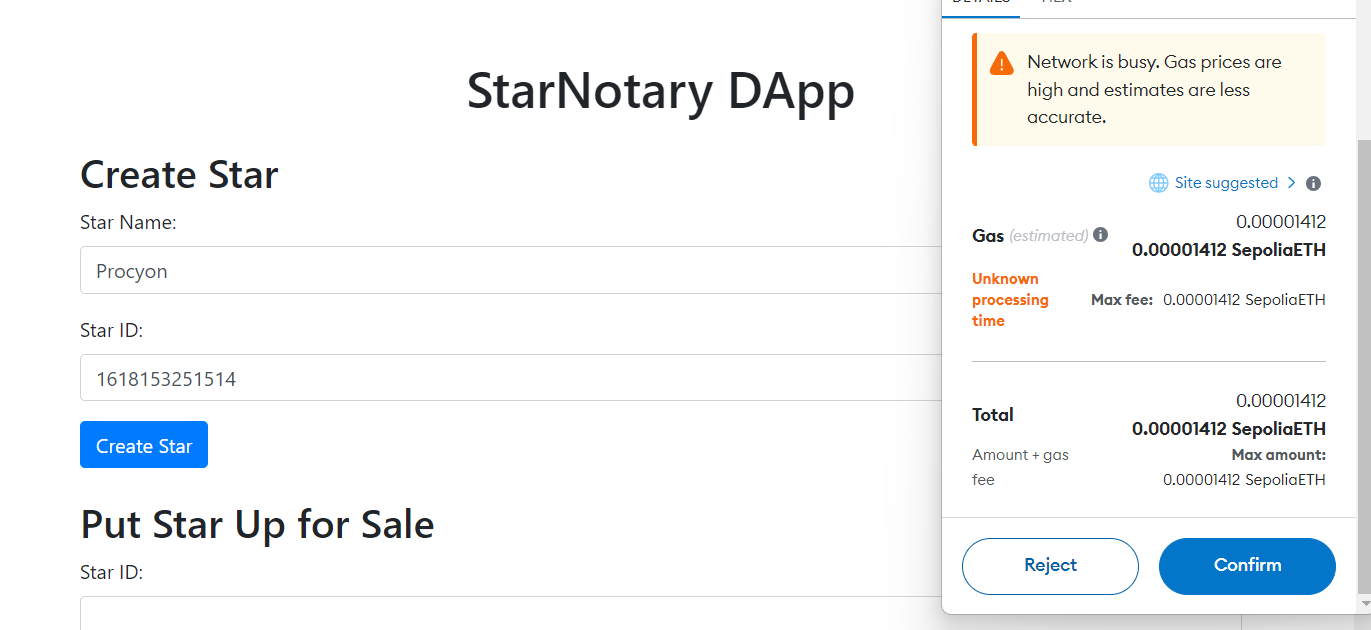 StarNotary DApp
Create Star
Star Name:
Procyon
Star ID:
1618153251514
Create Star
Put Star Up for Sale
Star ID:
DETAILS HEX
Network is busy. Gas prices are
high and estimates are less
accurate.
Site suggested
0.00001412
Gas (estimated)
0.00001412 SepoliaETH
Unknown
processing
time
Max fee: 0.00001412 SepoliaETH
0.00001412
Total
0.00001412 SepoliaETH
Amount + gas
fee
Max amount:
0.00001412 SepoliaETH
Reject
Confirm